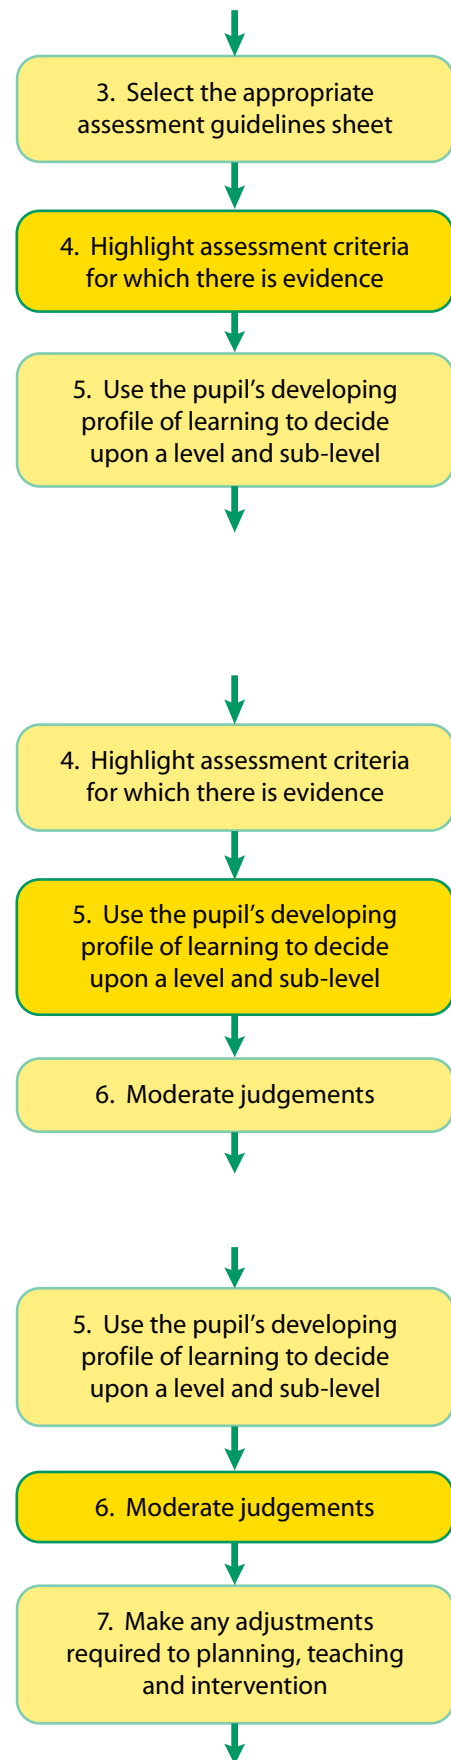 3. Select the appropriate
assessment guidelines sheet
4. Highlight assessment criteria
for which there is evidence
5. Use the pupil’s developing
profile of learning to decide
upon a level and sub-level
4. Highlight assessment criteria
for which there is evidence
5. Use the pupil’s developing
profile of learning to decide
upon a level and sub-level
6. Moderate judgements
5. Use the pupil’s developing
profile of learning to decide
upon a level and sub-level
6. Moderate judgements
7. Make any adjustments
required to planning, teaching
and intervention